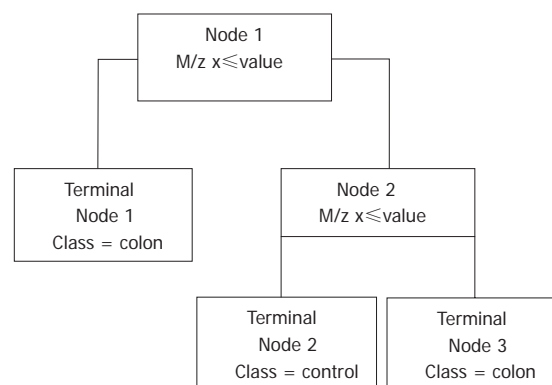 Node 1
M/z x≤value
Terminal
Node 1
Class = colon
Node 2
M/z x≤value
Terminal
Node 2
Class = control
Terminal
Node 3
Class = colon